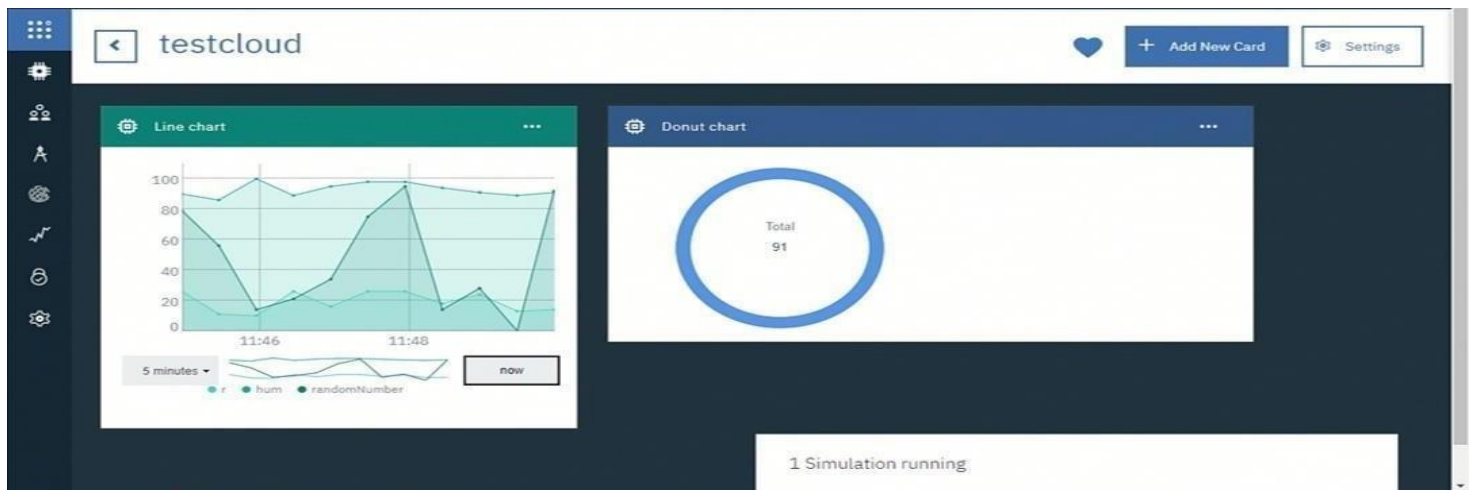 testcloud
+ Add New Card
Settings
Line chart
...
Donut chart
...
100
80
60
40
20
0
11:46 11:48
5 minutes
now
r hum randomNumber
Total
91
1 Simulation running